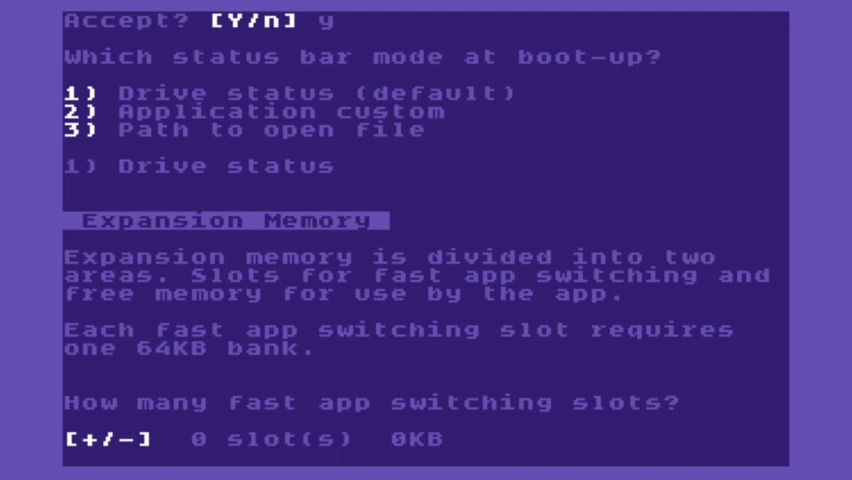 Accept? [Y/n] y
Which status bar mode at boot-up?
1) Drive status (default)
2) Application custom
3) Path to open file
1) Drive status
Expansion Memory
Expansion memory is divided into two
areas. Slots for fast app switching and
free memory for use by the app.
Each fast app switching slot requires
one 64KB bank.
How many fast app switching slots?
[+/-] 0 slot(s) 0KB